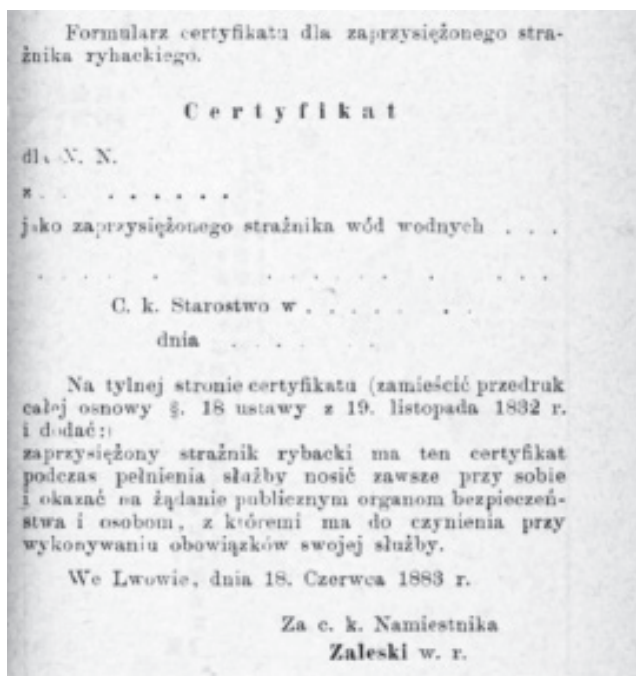 Formularz certyfikatu dla zaprzysiężonego stra-
żnika rybackiego.
Certyfikat
dla N. N.
z . . . . . . . .
jako zaprzysiężonego strażnika wód wodnych . . .
. . . . . . . . . . . .
C. k. Starostwo w . . . . . . .
dnia . . . . .
Na tylnej stronie certyfikatu (zamieścić przedruk
całej osnowy §. 18 ustawy z 19. listopada 1832 r.
i dodać:)
zaprzysiężony strażnik rybacki ma ten certyfikat
podczas pełnienia służby nosić zawsze przy sobie
i okazać na żądanie publicznym organom bezpieczeń-
stwa i osobom, z któremi ma do czynienia przy
wykonywaniu obowiązków swojej służby.
We Lwowie, dnia 18. Czerwca 1883 r.
Za c. k. Namiestnika
Zaleski w. r.